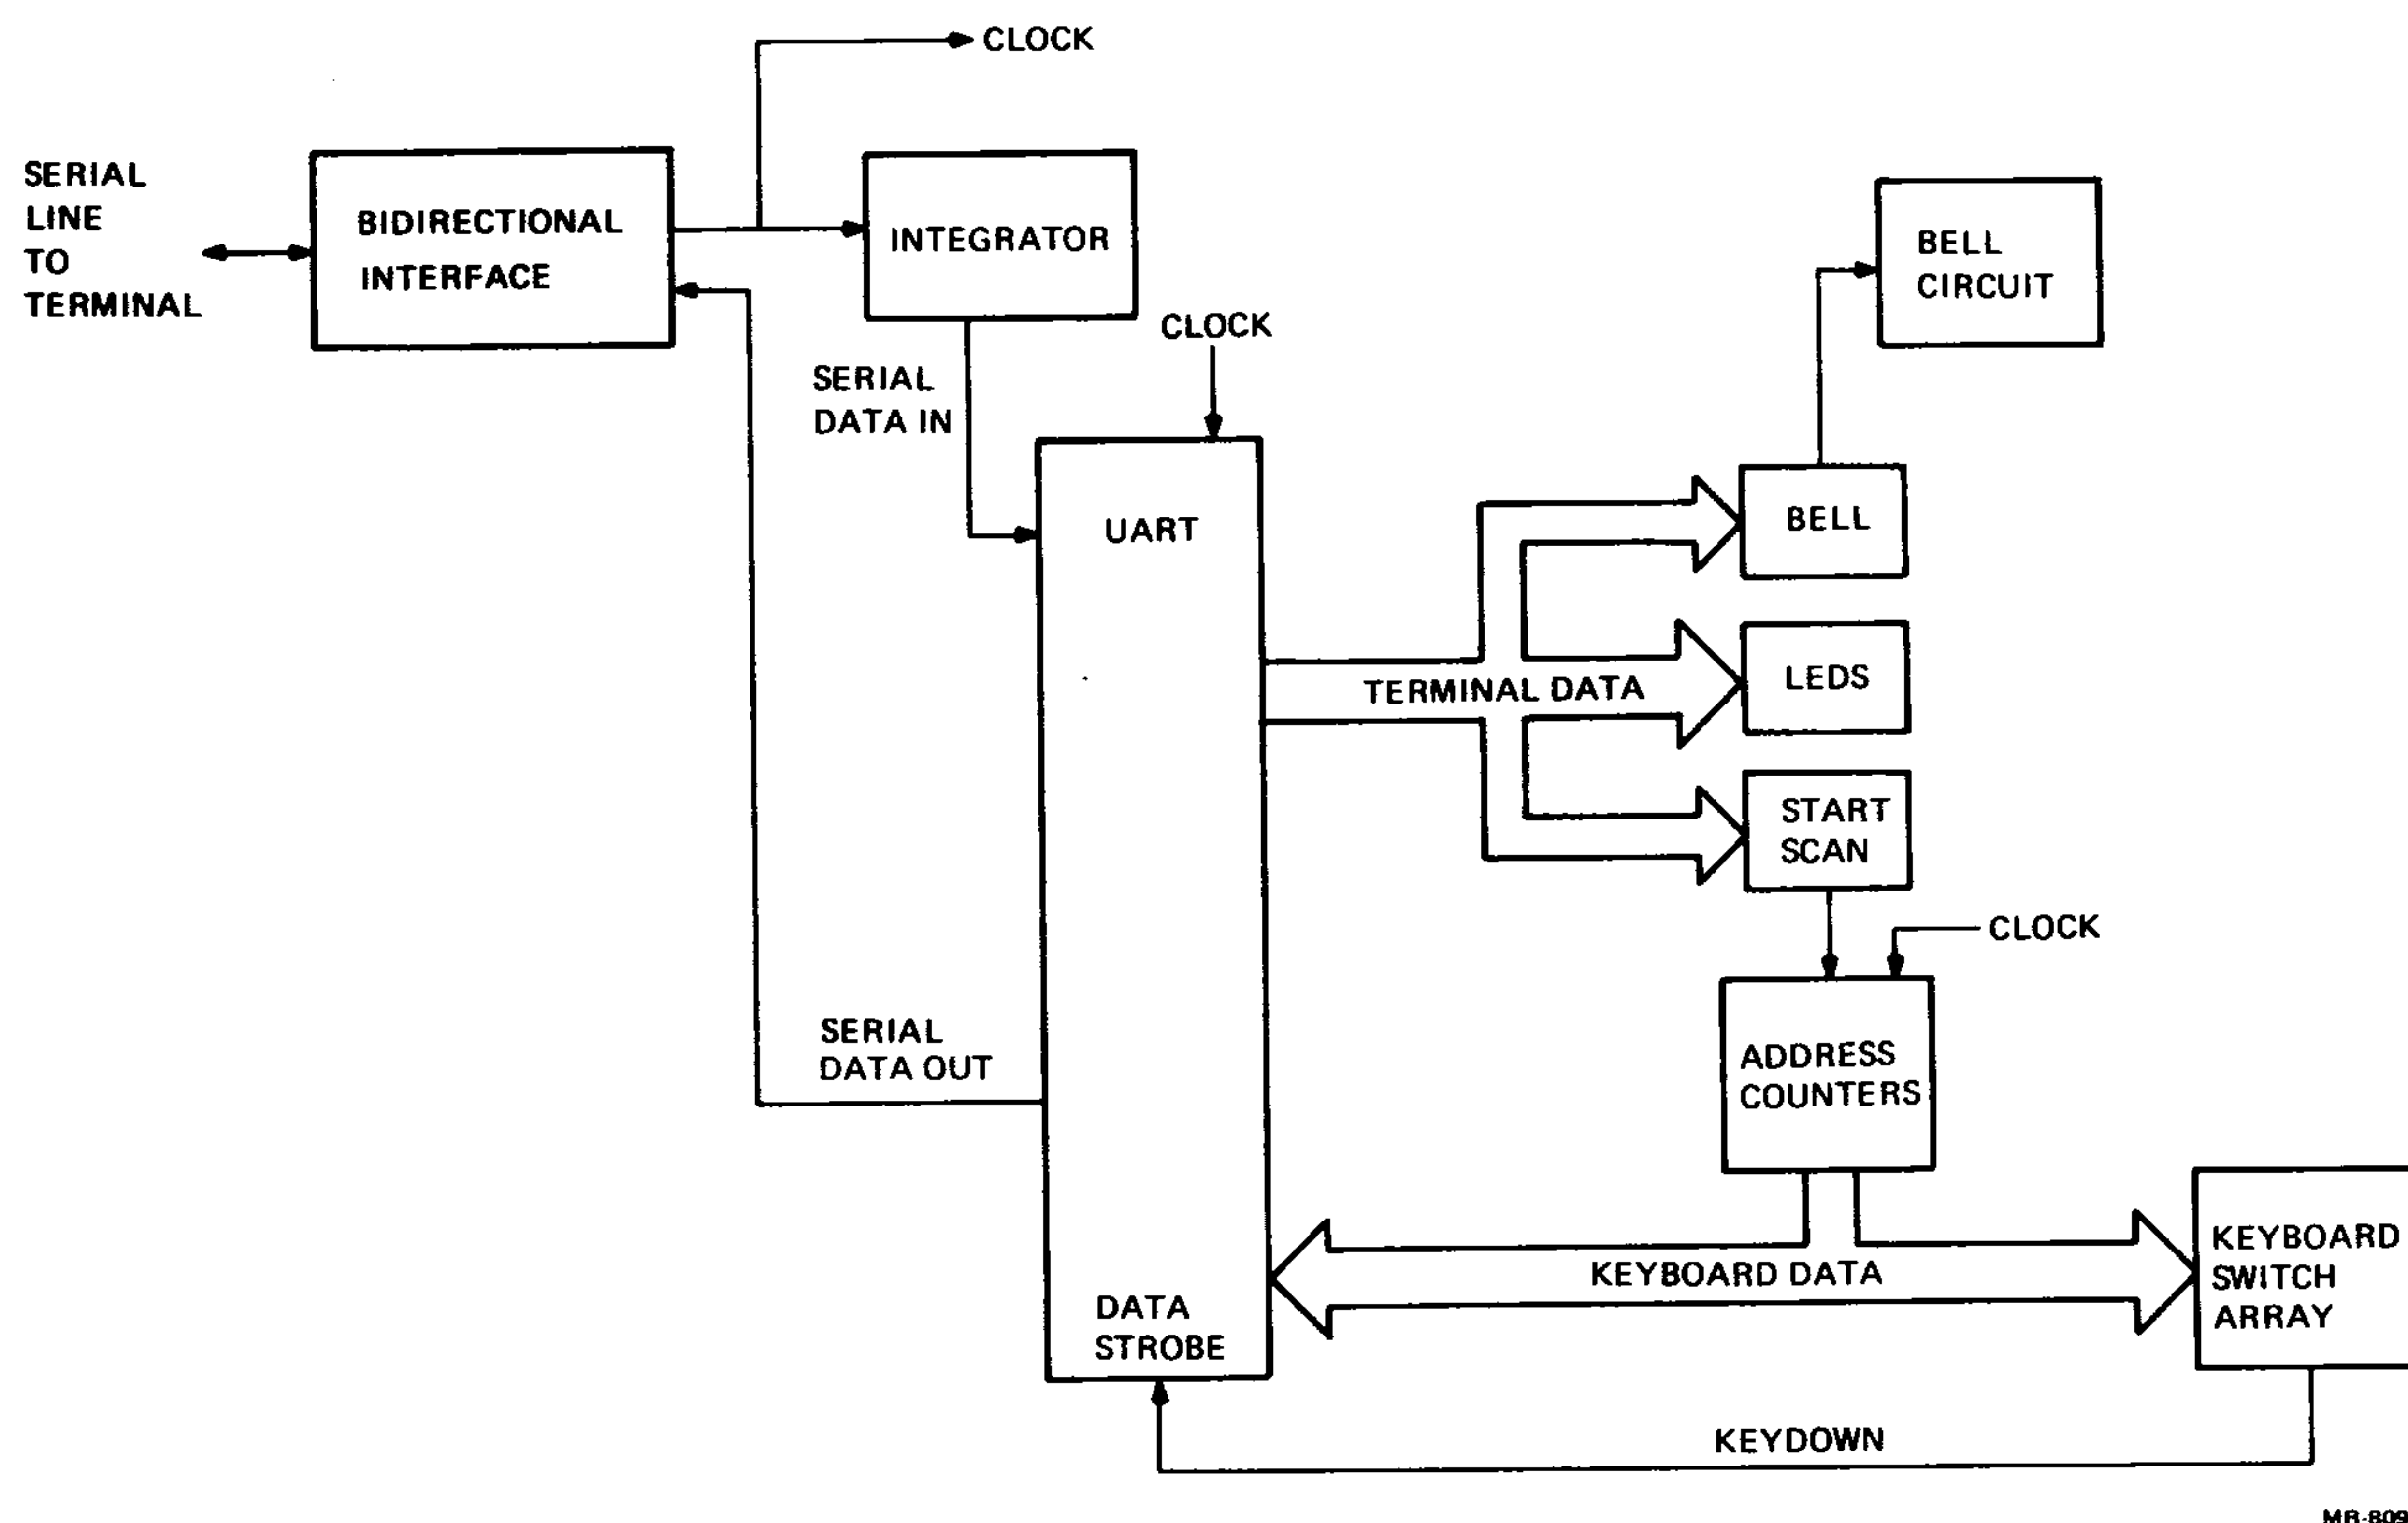 CLOCK
SERIAL
LINE
TO
TERMINAL
BIDIRECTIONAL
INTERFACE
INTEGRATOR
BELL
CIRCUIT
CLOCK
SERIAL
DATA IN
UART
BELL
TERMINAL DATA
LEDS
START
SCAN
CLOCK
SERIAL
DATA OUT
ADDRESS
COUNTERS
KEYBOARD DATA
KEYBOARD
SWITCH
ARRAY
DATA
STROBE
KEYDOWN